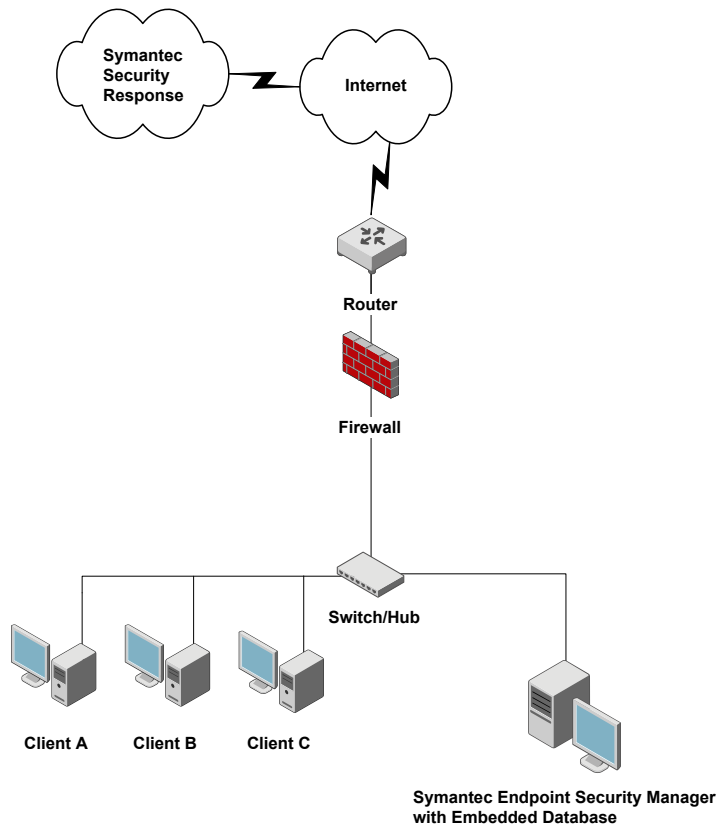 Symantec
Security
Response
Internet
Router
Firewall
Switch/Hub
Client A
Client B
Client C
Symantec Endpoint Security Manager
with Embedded Database